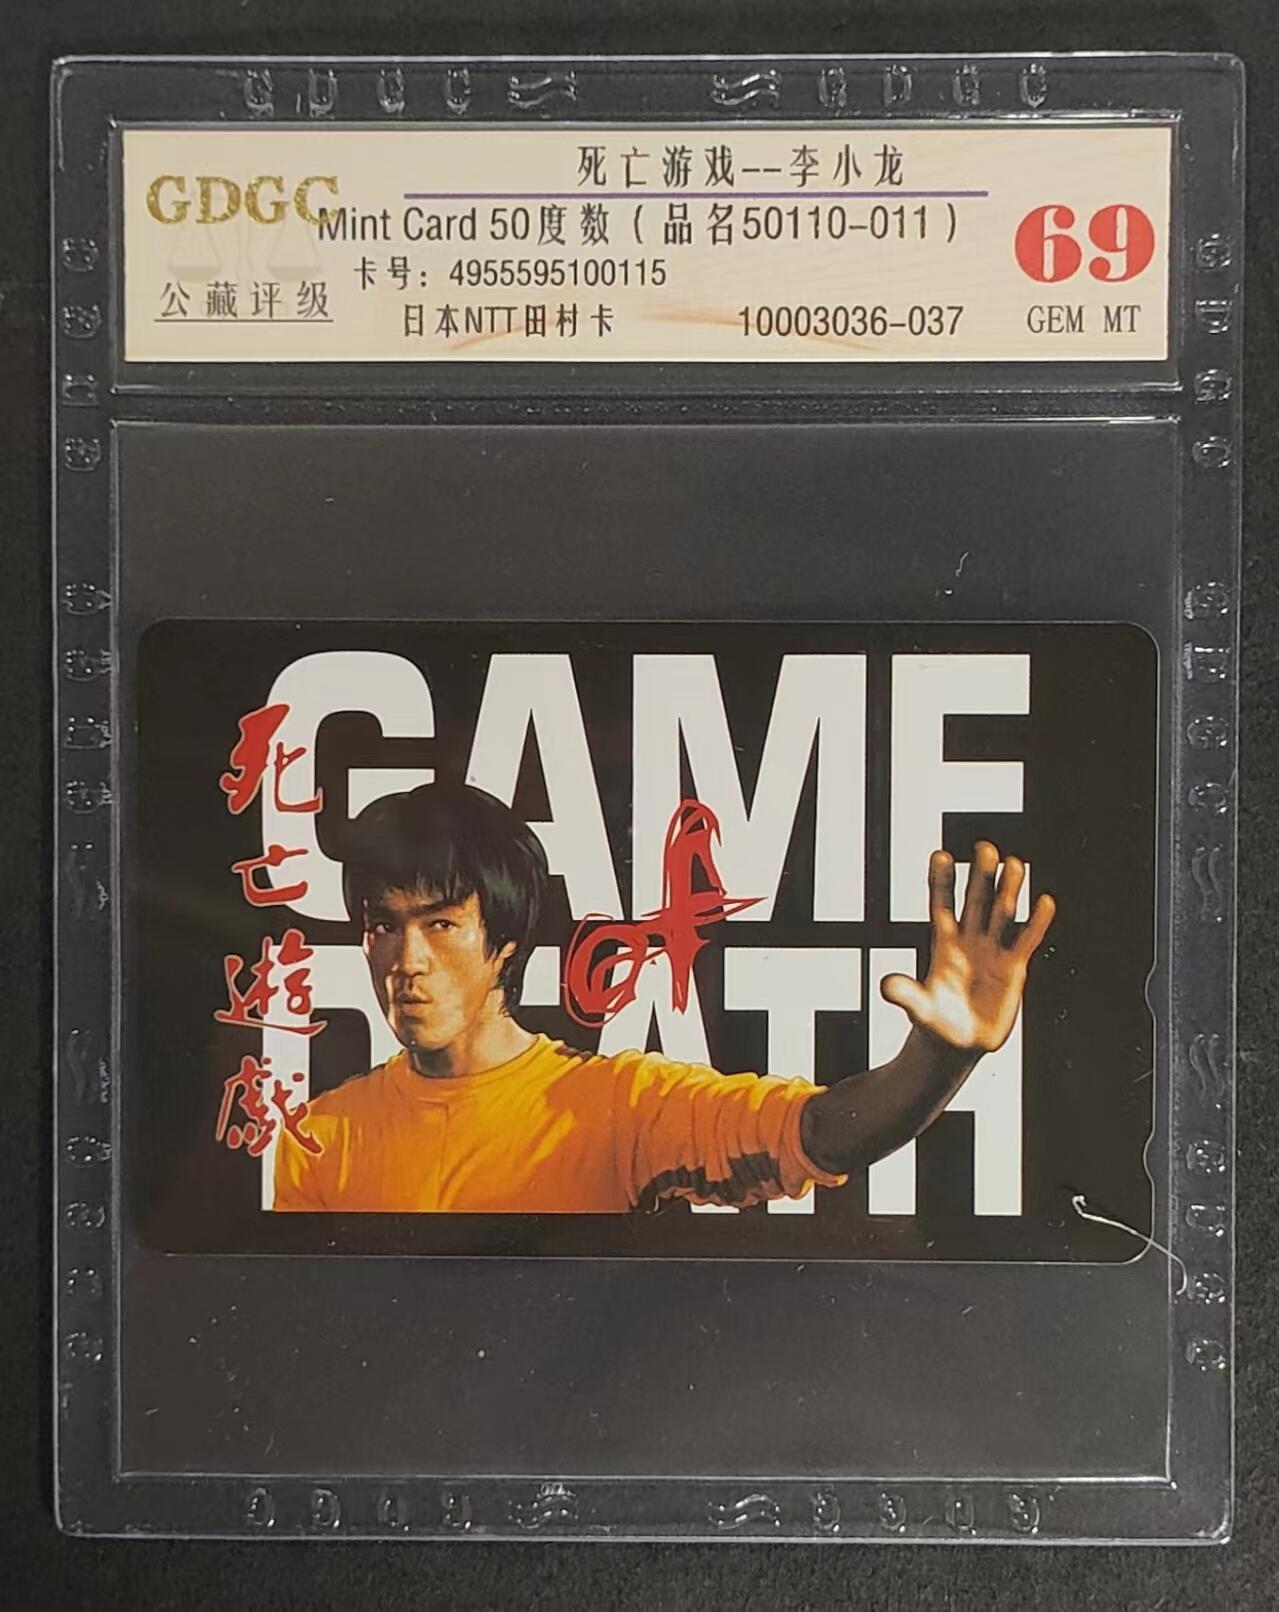 死亡游戏--李小龙
GDGC
Mint Card 50度数（品名50110-011）
69
卡号：4955595100115
公藏评级
日本NTT田村卡
10003036-037
GEM MT
GAME
of
DEATH
死亡遊戲